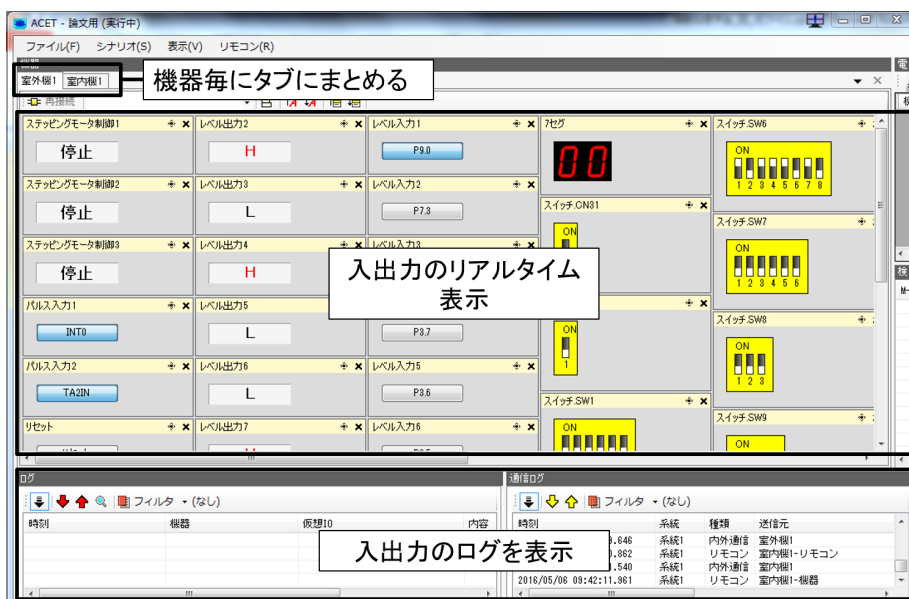 ACET - 論文用 (実行中)
ファイル(F) シナリオ(S) 表示(V) リモコン(R)
室外機1 室内機1
機器毎にタブにまとめる
再接続
ステッピングモータ制御1 レベル出力2 レベル入力1 7セグ スイッチ.SW6
停止 H P9.0 00 ON
1 2 3 4 5 6 7 8
ステッピングモータ制御2 レベル出力3 レベル入力2
停止 L P7.3
スイッチ.CN31 スイッチ.SW7
ON ON
1 2 3 4 5 6
ステッピングモータ制御3 レベル出力4 レベル入力3
停止 H
入出力のリアルタイム
表示
パルス入力1 レベル出力5
INT0 L P3.7
スイッチ.SW8
ON ON
1 1 2 3
パルス入力2 レベル出力6 レベル入力5
TA2IN L P3.6
スイッチ.SW1 スイッチ.SW9
リセット レベル出力7 レベル入力6
ON ON
ログ 通信ログ
フィルタ (なし) フィルタ (なし)
時刻 機器 仮想IO 内容 時刻 系統 種類 送信元
.646 系統1 内外通信 室外機1
.862 系統1 リモコン 室内機1-リモコン
.540 系統1 内外通信 室内機1
2016/05/06 09:42:11.961 系統1 リモコン 室内機1-機器
入出力のログを表示